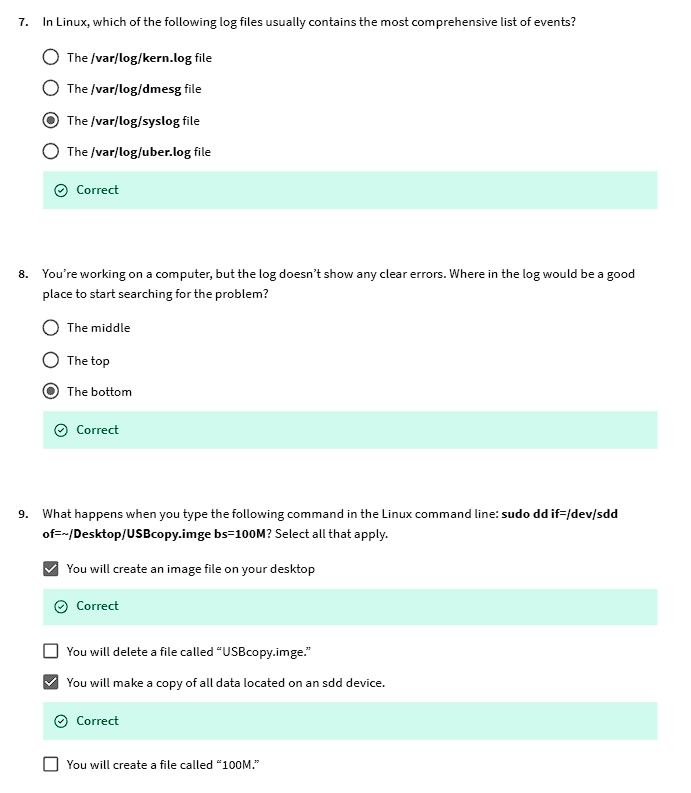 7. In Linux, which of the following log files usually contains the most comprehensive list of events?
The /var/log/kern.log file
The /var/log/dmesg file
The /var/log/syslog file
The /var/log/uber.log file
Correct
8. You’re working on a computer, but the log doesn’t show any clear errors. Where in the log would be a good
place to start searching for the problem?
The middle
The top
The bottom
Correct
9. What happens when you type the following command in the Linux command line: sudo dd if=/dev/sdd
of=~/Desktop/USBcopy.imge bs=100M? Select all that apply.
You will create an image file on your desktop
Correct
You will delete a file called “USBcopy.imge.”
You will make a copy of all data located on an sdd device.
Correct
You will create a file called “100M.”